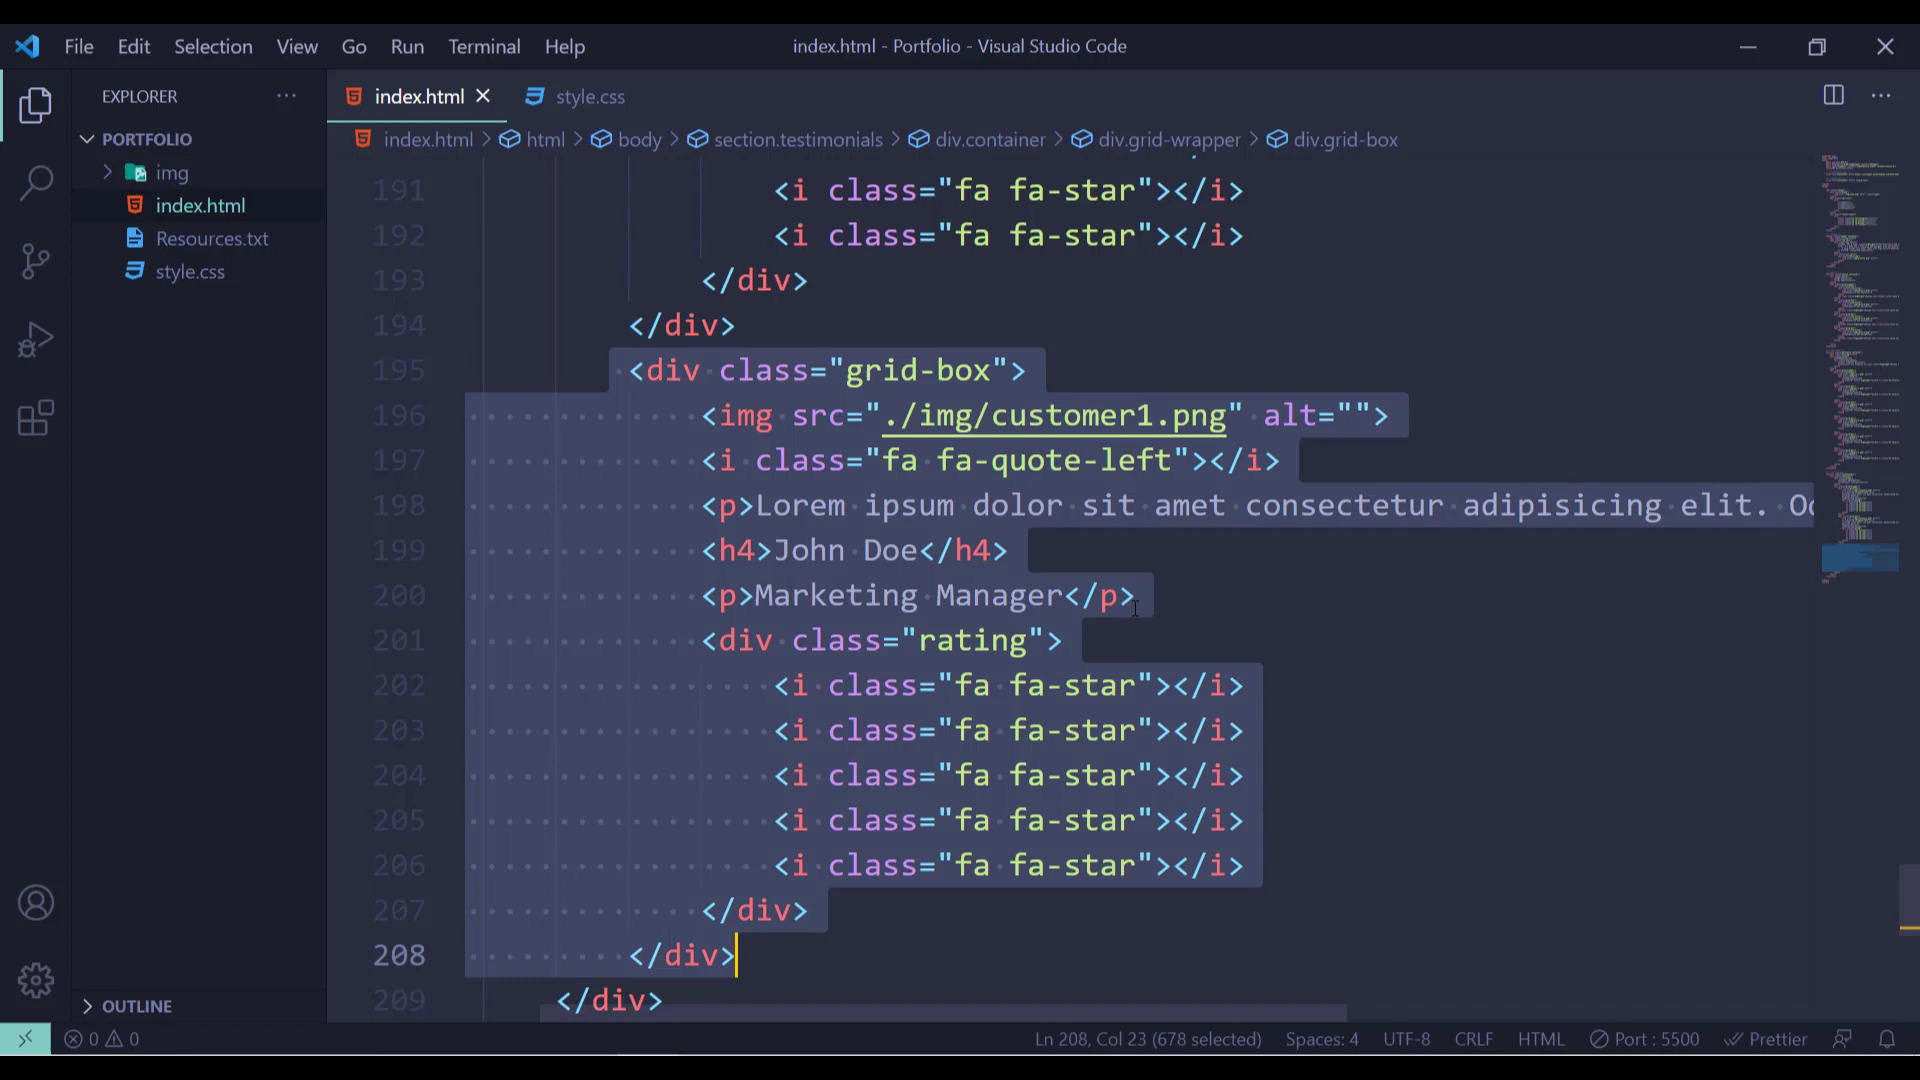 File Edit Selection View Go Run Terminal Help index.html - Portfolio - Visual Studio Code
EXPLORER
index.html
style.css
PORTFOLIO
img
index.html
Resources.txt
style.css
index.html > html > body > section.testimonials > div.container > div.grid-wrapper > div.grid-box
191 <i class="fa fa-star"></i>
192 <i class="fa fa-star"></i>
193 </div>
194 </div>
195 <div class="grid-box">
196 <img src="./img/customer1.png" alt="">
197 <i class="fa fa-quote-left"></i>
198 <p>Lorem ipsum dolor sit amet consectetur adipisicing elit.
199 <h4>John Doe</h4>
200 <p>Marketing Manager</p>
201 <div class="rating">
202 <i class="fa fa-star"></i>
203 <i class="fa fa-star"></i>
204 <i class="fa fa-star"></i>
205 <i class="fa fa-star"></i>
206 <i class="fa fa-star"></i>
207 </div>
208 </div>
209 </div>
OUTLINE
0 0 Ln 208, Col 23 (678 selected) Spaces: 4 UTF-8 CRLF HTML Port : 5500 Prettier